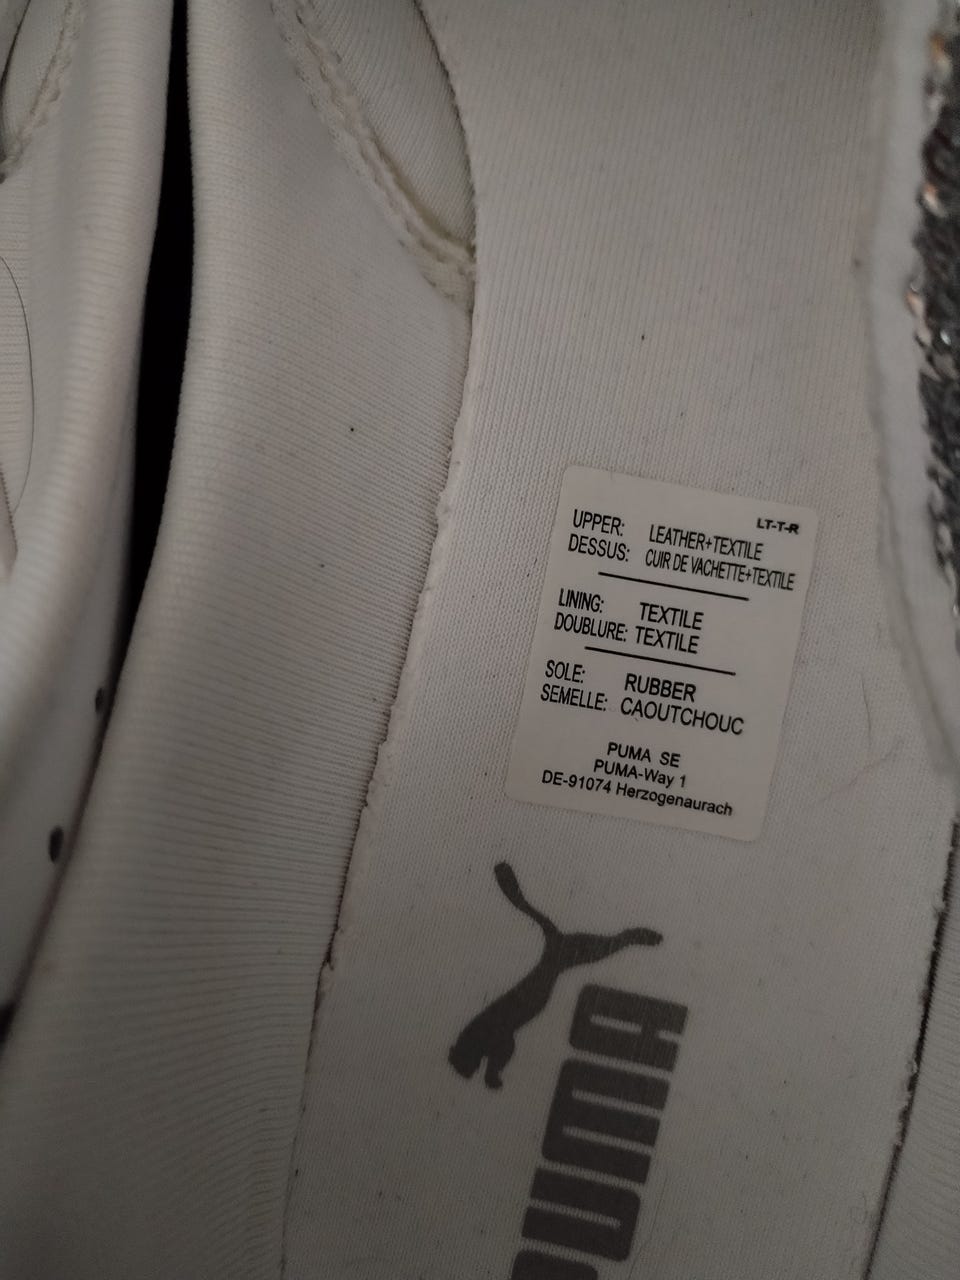 LT-T-R
UPPER: LEATHER+TEXTILE
DESSUS: CUIR DE VACHETTE+TEXTILE
LINING: TEXTILE
DOUBLURE: TEXTILE
SOLE: RUBBER
SEMELLE: CAOUTCHOUC
PUMA SE
PUMA-Way 1
DE-91074 Herzogenaurach
PUMA